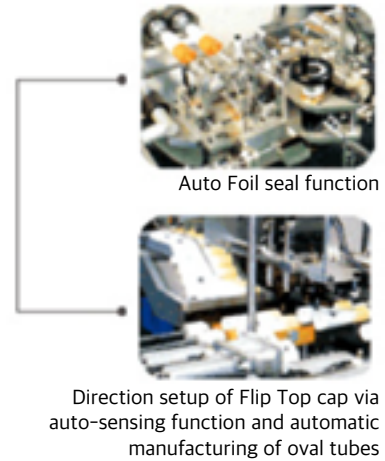 Auto Foil seal function
Direction setup of Flip Top cap via
auto-sensing function and automatic
manufacturing of oval tubes